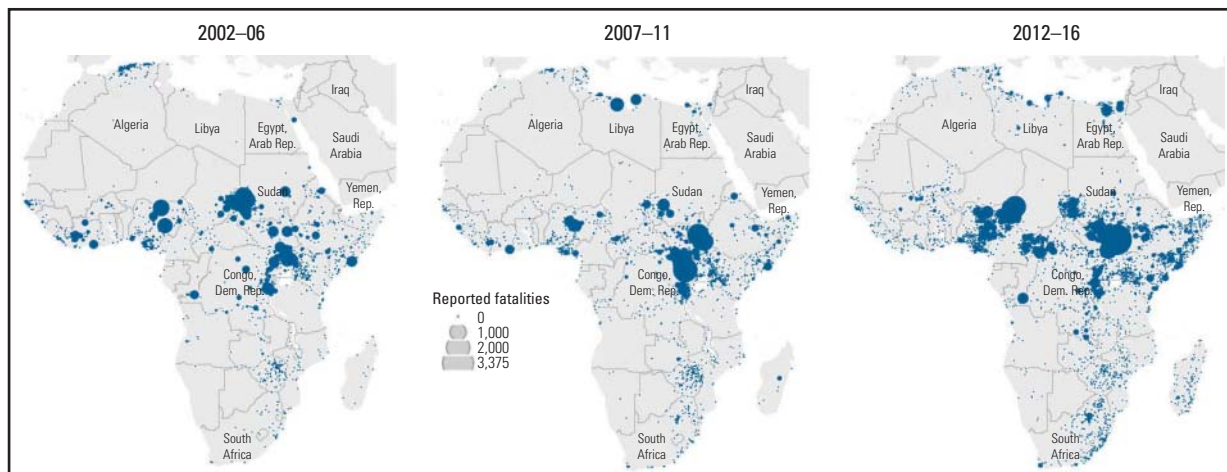 2002–06
Algeria
Libya
Egypt,
Arab Rep.
Iraq
Saudi
Arabia
Sudan
Yemen,
Rep.
Congo,
Dem. Rep.
South
Africa
2007–11
Algeria
Libya
Egypt,
Arab Rep.
Iraq
Saudi
Arabia
Sudan
Yemen,
Rep.
Congo,
Dem. Rep.
South
Africa
Reported fatalities
0
1,000
2,000
3,375
2012–16
Algeria
Libya
Egypt,
Arab Rep.
Iraq
Saudi
Arabia
Sudan
Yemen,
Rep.
Congo,
Dem. Rep.
South
Africa